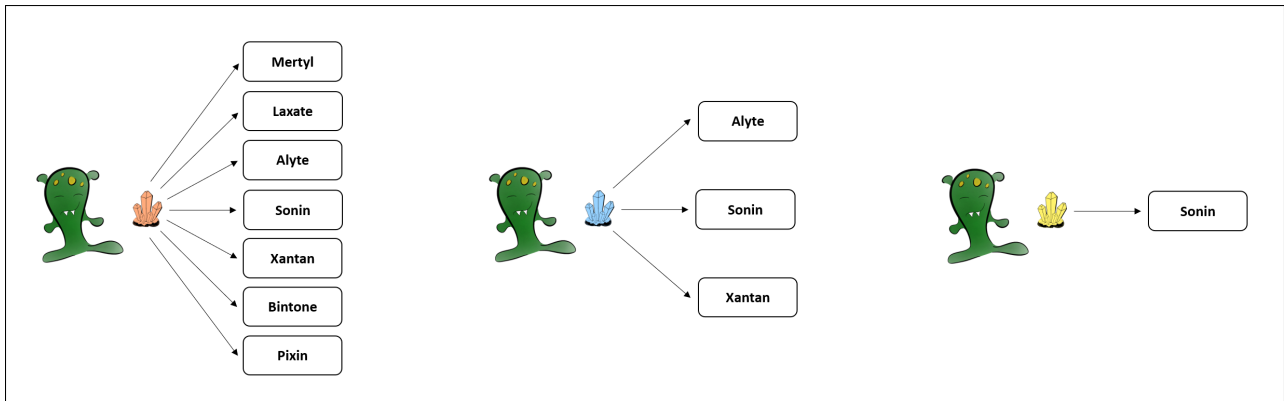 Mertyl
Laxate
Alyte
Sonin
Xantan
Bintone
Pixin
Alyte
Sonin
Xantan
Sonin